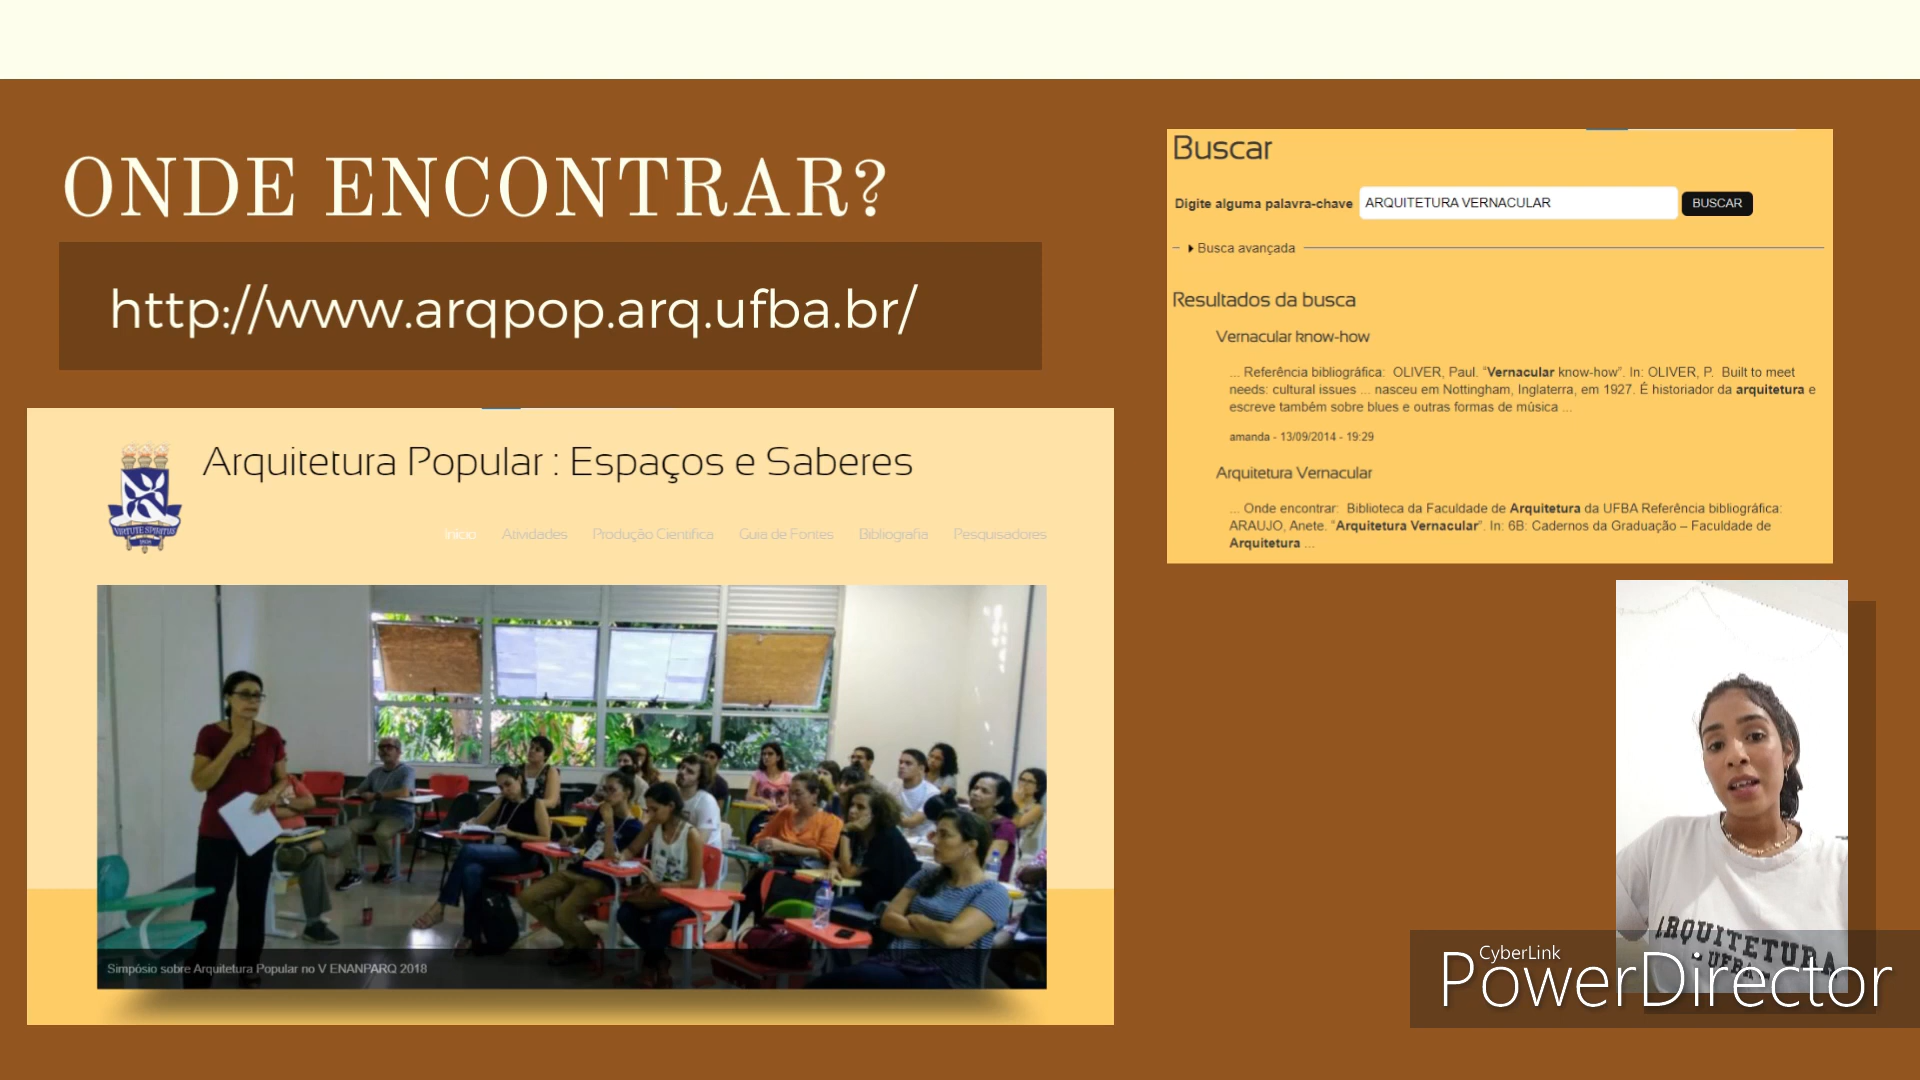 ONDE ENCONTRAR?
http://www.arqpop.arq.ufba.br/
Arquitetura Popular : Espaços e Saberes
VIRTUTE SPIRITUS
Início Atividades Produção Científica Guia de Fontes Bibliografia Pesquisadores
Simpósio sobre Arquitetura Popular no V ENANPARQ 2018
Buscar
Digite alguma palavra-chave ARQUITETURA VERNACULAR BUSCAR
Busca avançada
Resultados da busca
Vernacular know-how
... Referência bibliográfica: OLIVER, Paul. "Vernacular know-how". In: OLIVER, P. Built to meet
needs: cultural issues ... nasceu em Nottingham, Inglaterra, em 1927. É historiador da arquitetura e
escreve também sobre blues e outras formas de música ...
amanda - 13/09/2014 - 19:29
Arquitetura Vernacular
... Onde encontrar: Biblioteca da Faculdade de Arquitetura da UFBA Referência bibliográfica:
ARAUJO, Anete. "Arquitetura Vernacular". In: 6B: Cadernos da Graduação – Faculdade de
Arquitetura ...
ARQUITETURA
- UFBA -
CyberLink
PowerDirector